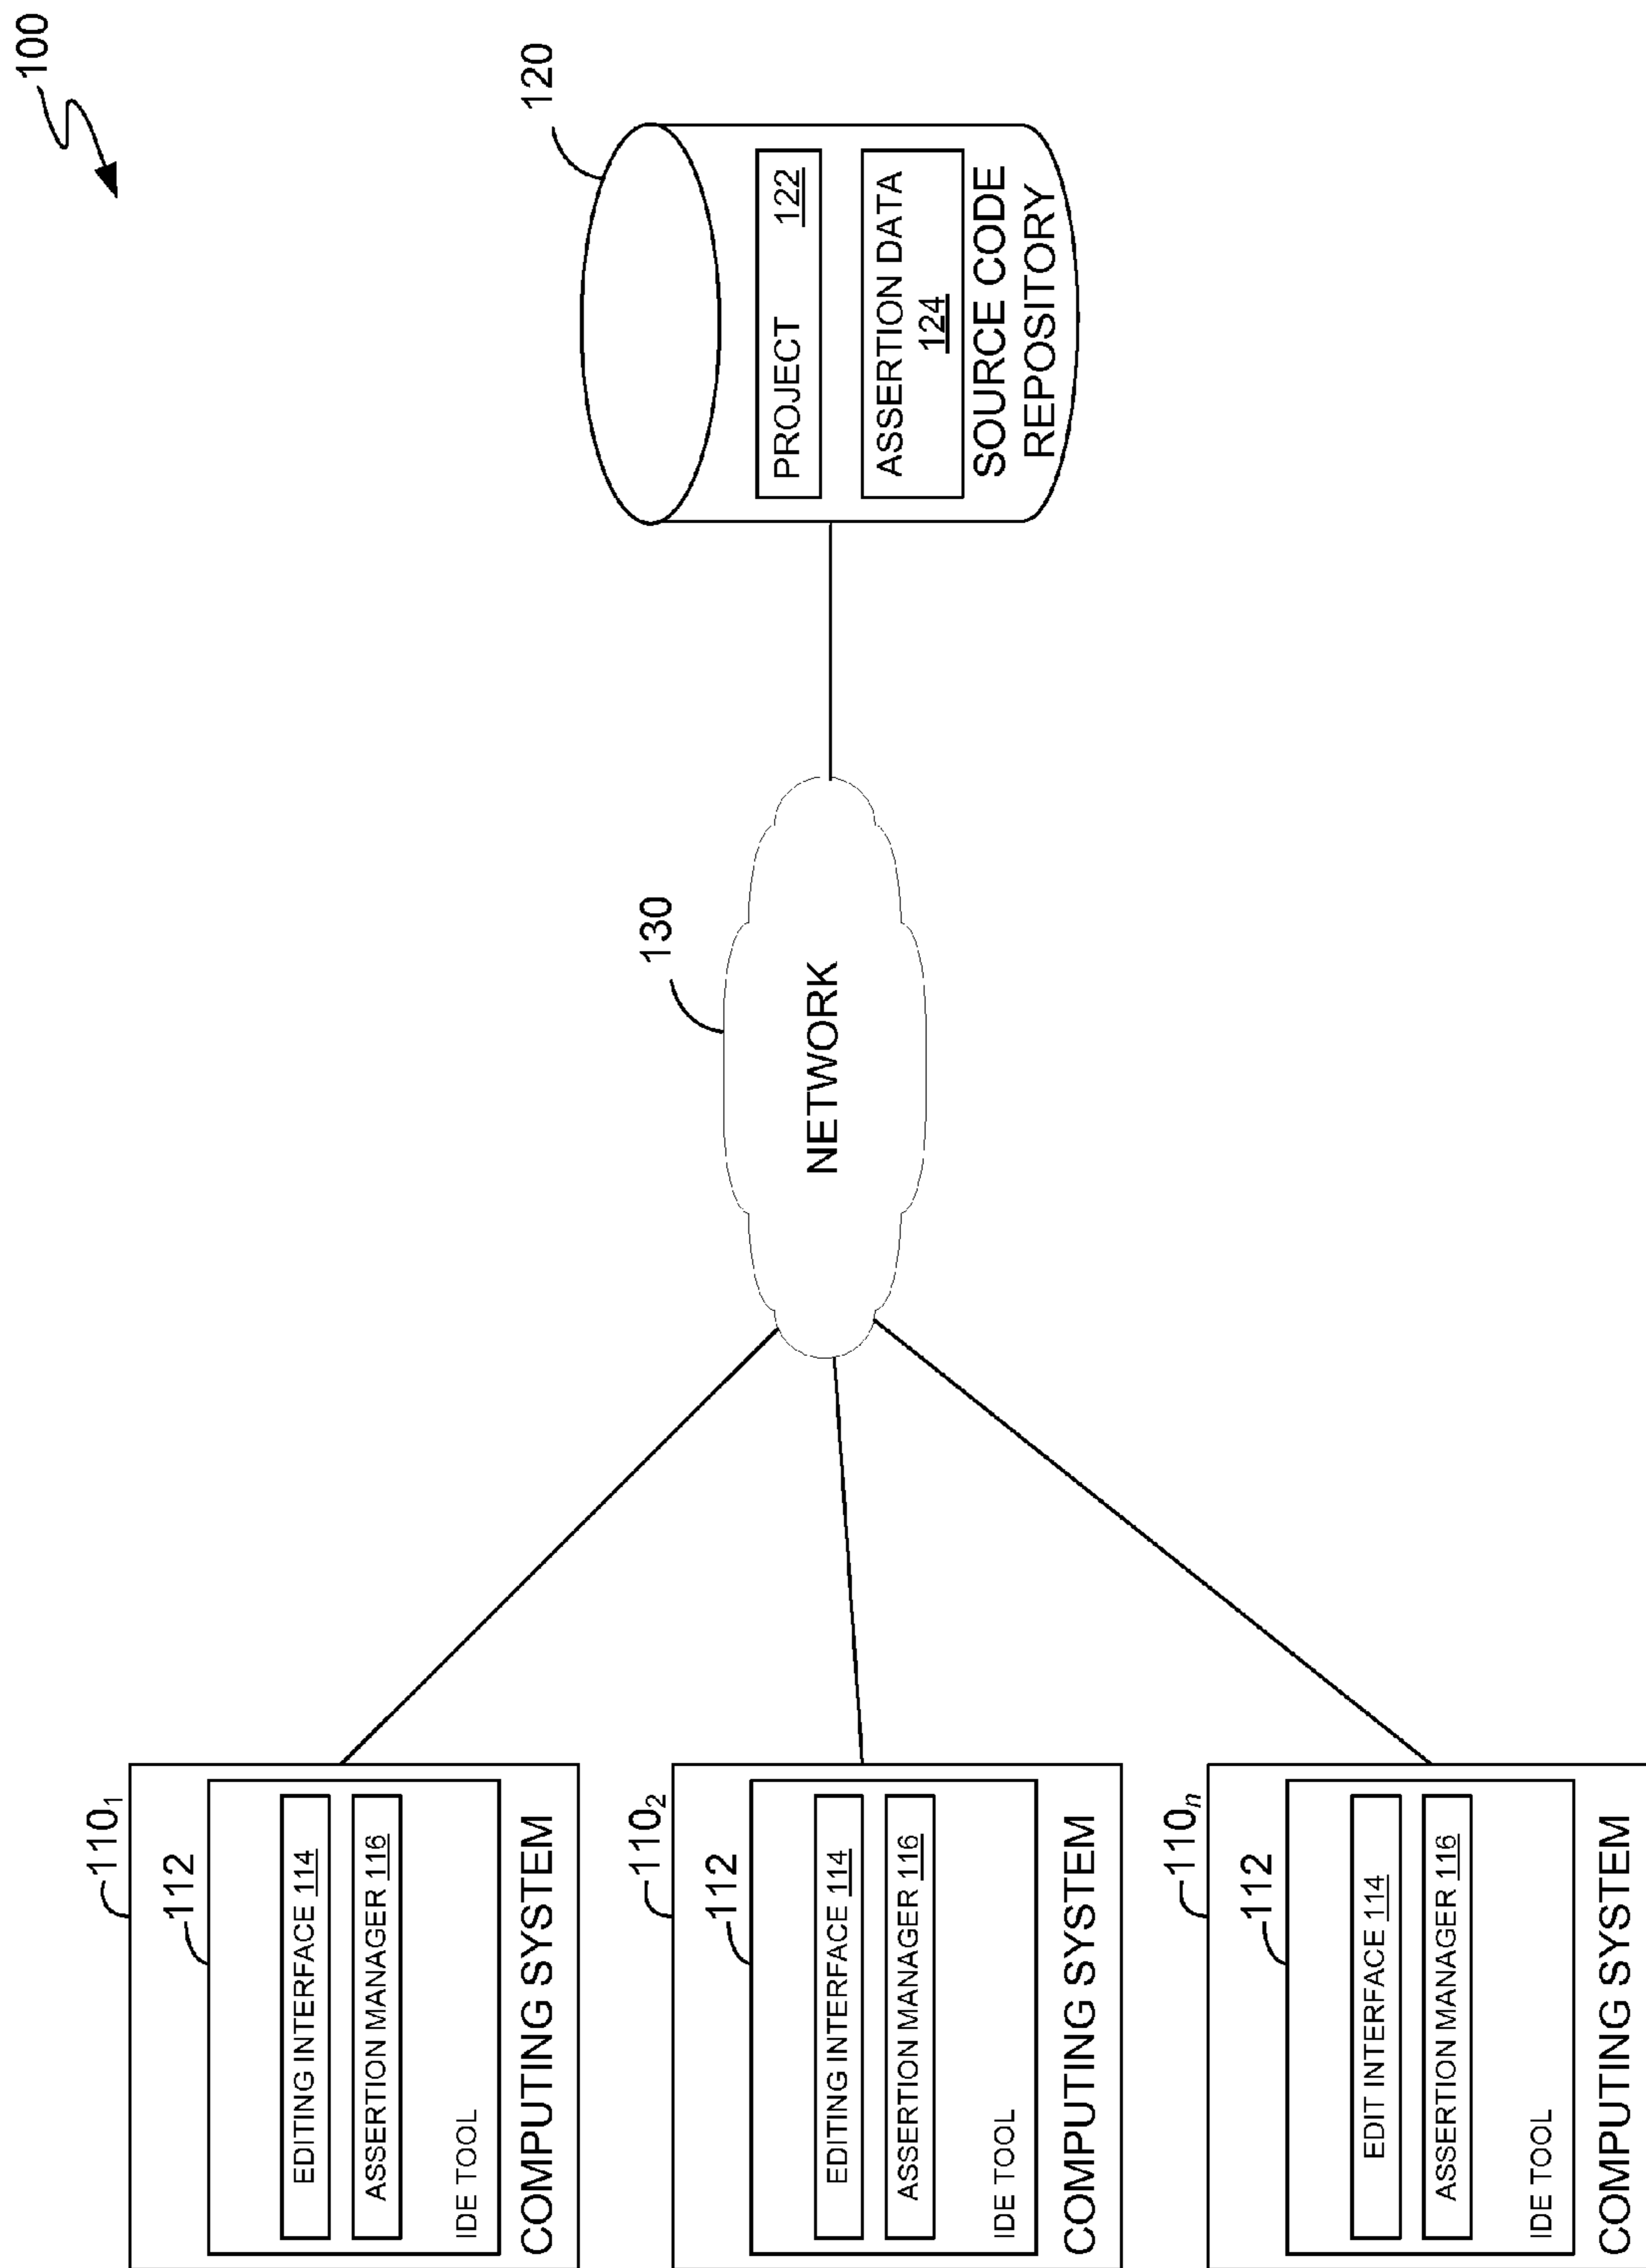 100
110₁
112
EDITING INTERFACE 114
ASSERTION MANAGER 116
IDE TOOL
COMPUTING SYSTEM
110₂
112
EDITING INTERFACE 114
ASSERTION MANAGER 116
IDE TOOL
COMPUTING SYSTEM
110ₙ
112
EDIT INTERFACE 114
ASSERTION MANAGER 116
IDE TOOL
COMPUTING SYSTEM
130
NETWORK
120
PROJECT 122
ASSERTION DATA
124
SOURCE CODE
REPOSITORY